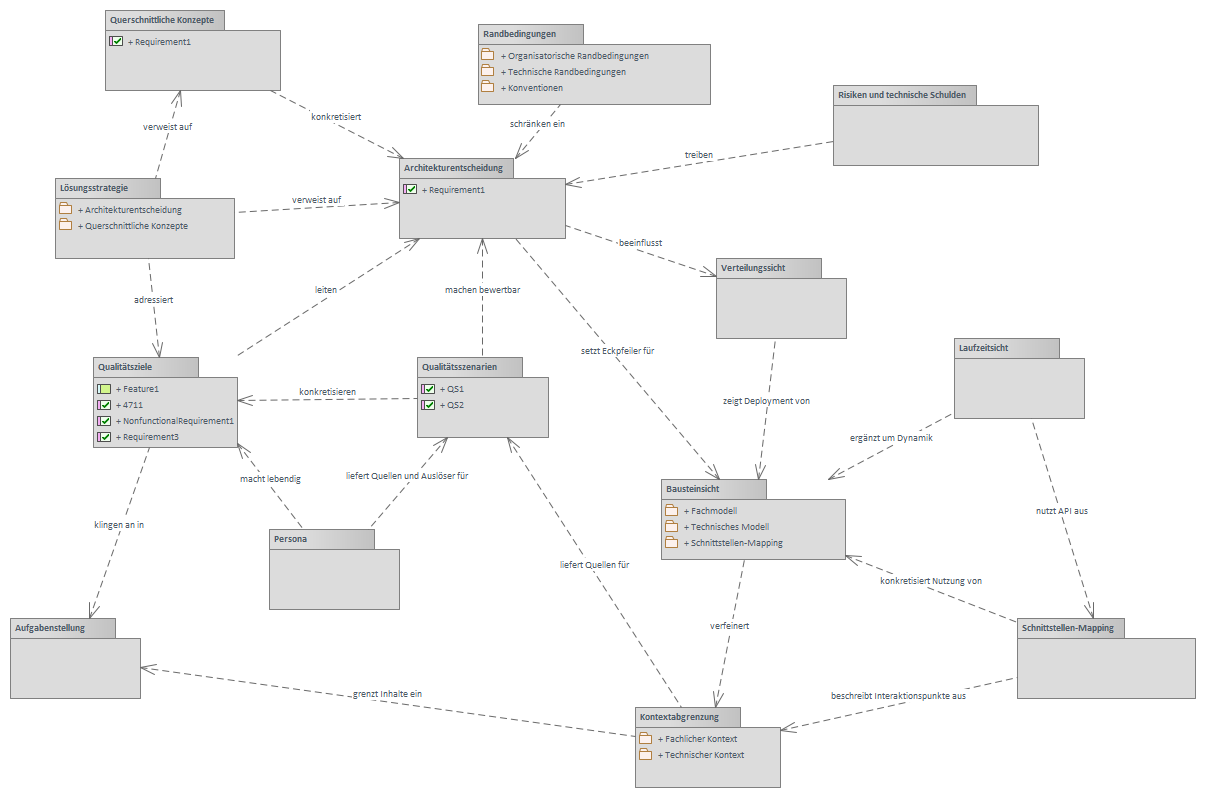 Querschnittliche Konzepte
+ Requirement1
Randbedingungen
+ Organisatorische Randbedingungen
+ Technische Randbedingungen
+ Konventionen
Risiken und technische Schulden
konkretisiert
verweist auf
schränken ein
treiben
Architekturentscheidung
+ Requirement1
Lösungsstrategie
+ Architekturentscheidung
+ Querschnittliche Konzepte
verweist auf
beeinflusst
Verteilungssicht
leiten
machen bewertbar
adressiert
setzt Eckpfeiler für
Laufzeitsicht
Qualitätsziele
+ Feature1
+ 4711
+ NonfunctionalRequirement1
+ Requirement3
konkretisieren
Qualitätsszenarien
+ QS1
+ QS2
zeigt Deployment von
ergänzt um Dynamik
macht lebendig
liefert Quellen und Auslöser für
Bausteinsicht
+ Fachmodell
+ Technisches Modell
+ Schnittstellen-Mapping
nutzt API aus
klingen an in
Persona
liefert Quellen für
konkretisiert Nutzung von
Aufgabenstellung
verfeinert
Schnittstellen-Mapping
grenzt Inhalte ein
beschreibt Interaktionspunkte aus
Kontextabgrenzung
+ Fachlicher Kontext
+ Technischer Kontext